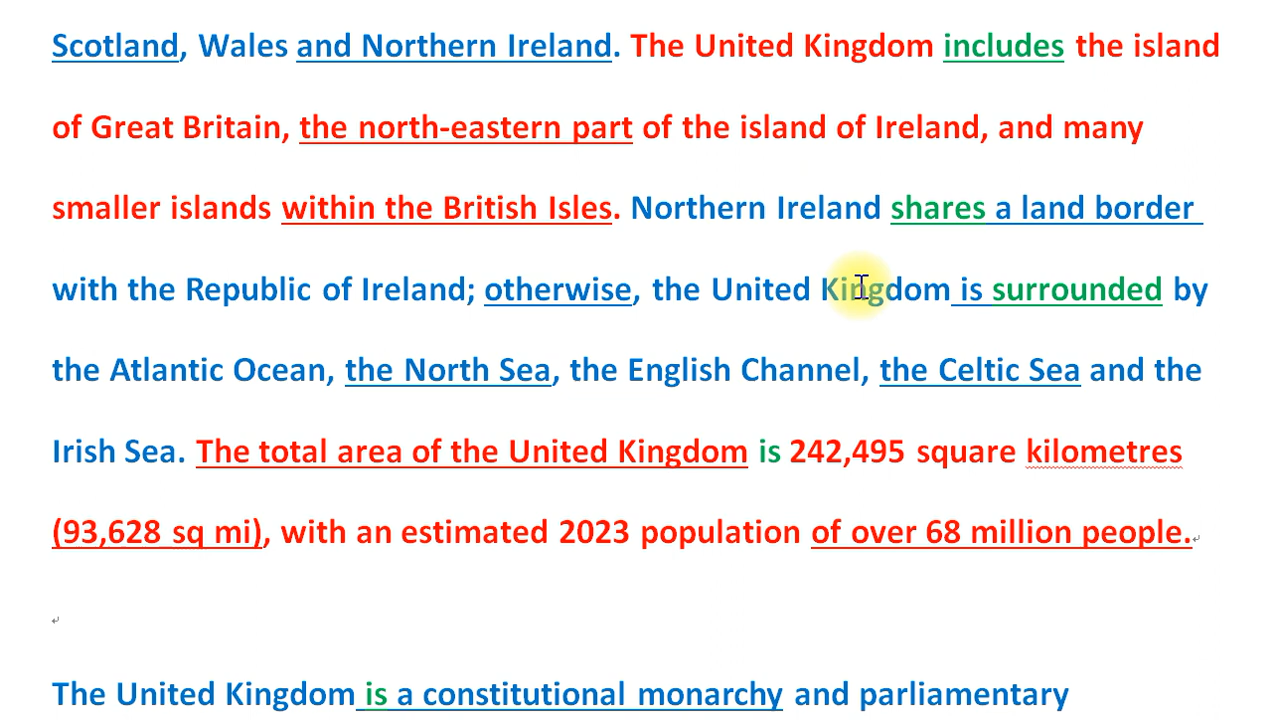 Scotland, Wales and Northern Ireland. The United Kingdom includes the island
of Great Britain, the north-eastern part of the island of Ireland, and many
smaller islands within the British Isles. Northern Ireland shares a land border
with the Republic of Ireland; otherwise, the United Kingdom is surrounded by
the Atlantic Ocean, the North Sea, the English Channel, the Celtic Sea and the
Irish Sea. The total area of the United Kingdom is 242,495 square kilometres
(93,628 sq mi), with an estimated 2023 population of over 68 million people.
The United Kingdom is a constitutional monarchy and parliamentary